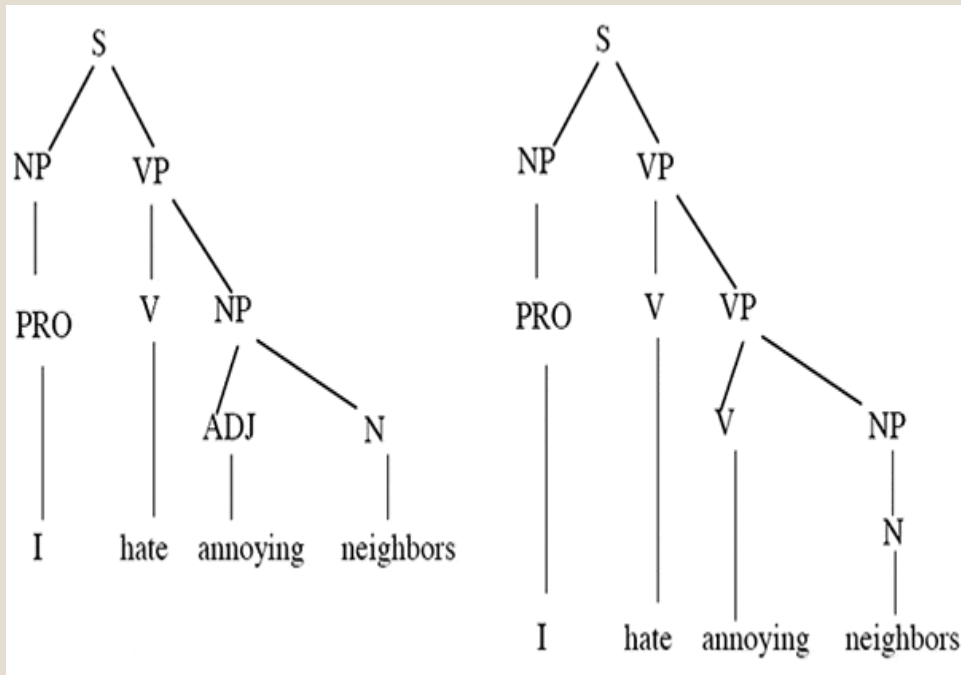 S
NP VP
PRO V NP
ADJ N
I hate annoying neighbors
S
NP VP
PRO V VP
V NP
N
I hate annoying neighbors